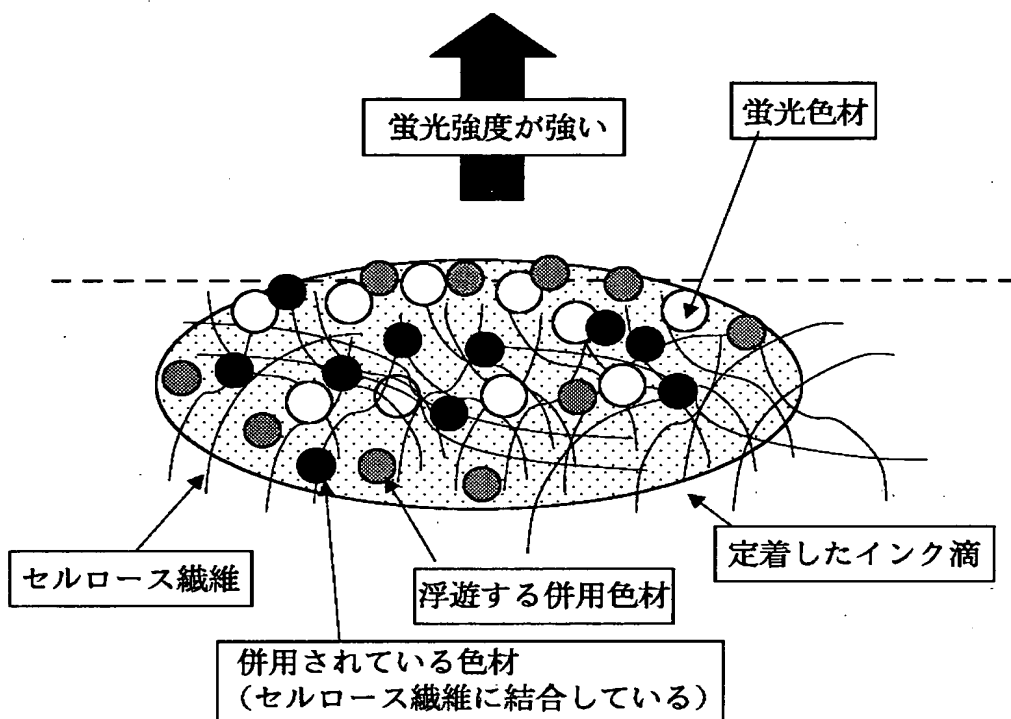 蛍光強度が強い
蛍光色材
セルロース繊維
浮遊する併用色材
定着したインク滴
併用されている色材
（セルロース繊維に結合している）